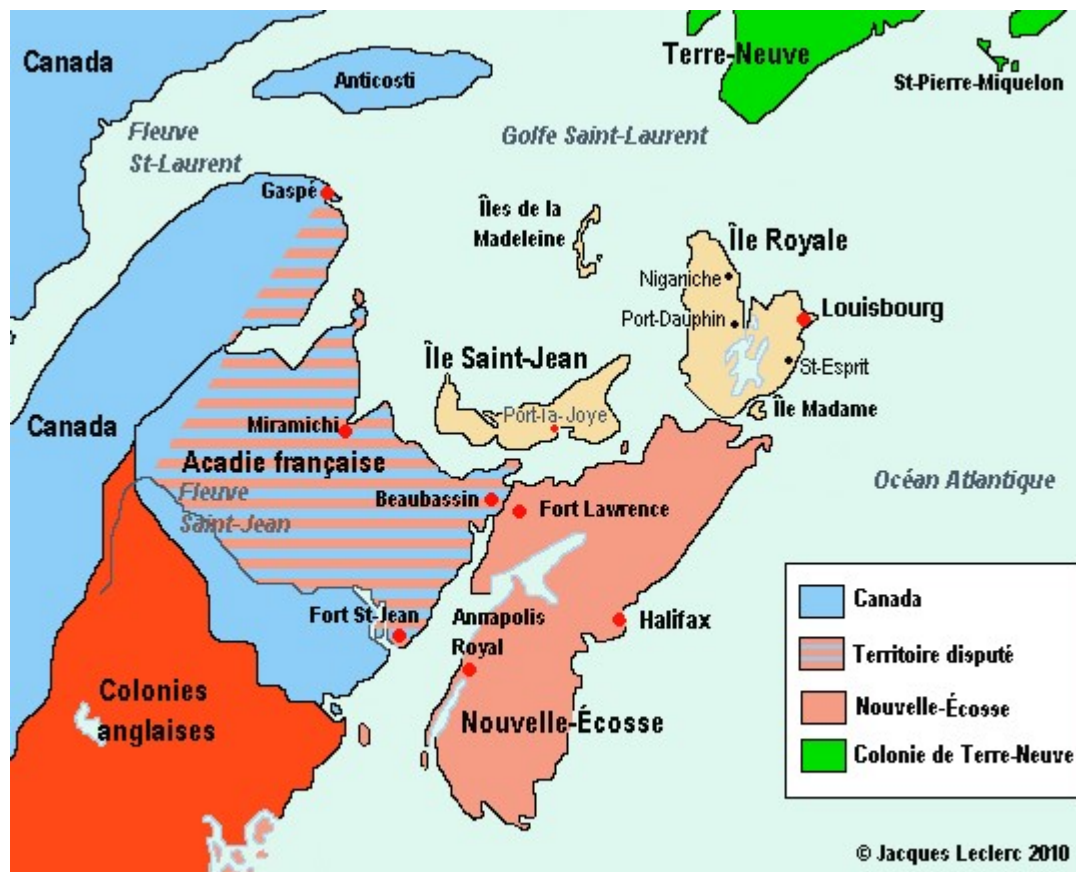 Canada
Terre-Neuve
St-Pierre-Miquelon
Anticosti
Fleuve
St-Laurent
Golfe Saint-Laurent
Gaspé
Îles de la
Madeleine
Île Royale
Niganiche
Port-Dauphin
Louisbourg
St-Esprit
Île Madame
Île Saint-Jean
Port-la-Joye
Canada
Miramichi
Acadie française
Fleuve
Saint-Jean
Beaubassin
Fort Lawrence
Océan Atlantique
Fort St-Jean
Annapolis
Royal
Halifax
Colonies
anglaises
Nouvelle-Écosse
Canada
Territoire disputé
Nouvelle-Écosse
Colonie de Terre-Neuve
© Jacques Leclerc 2010